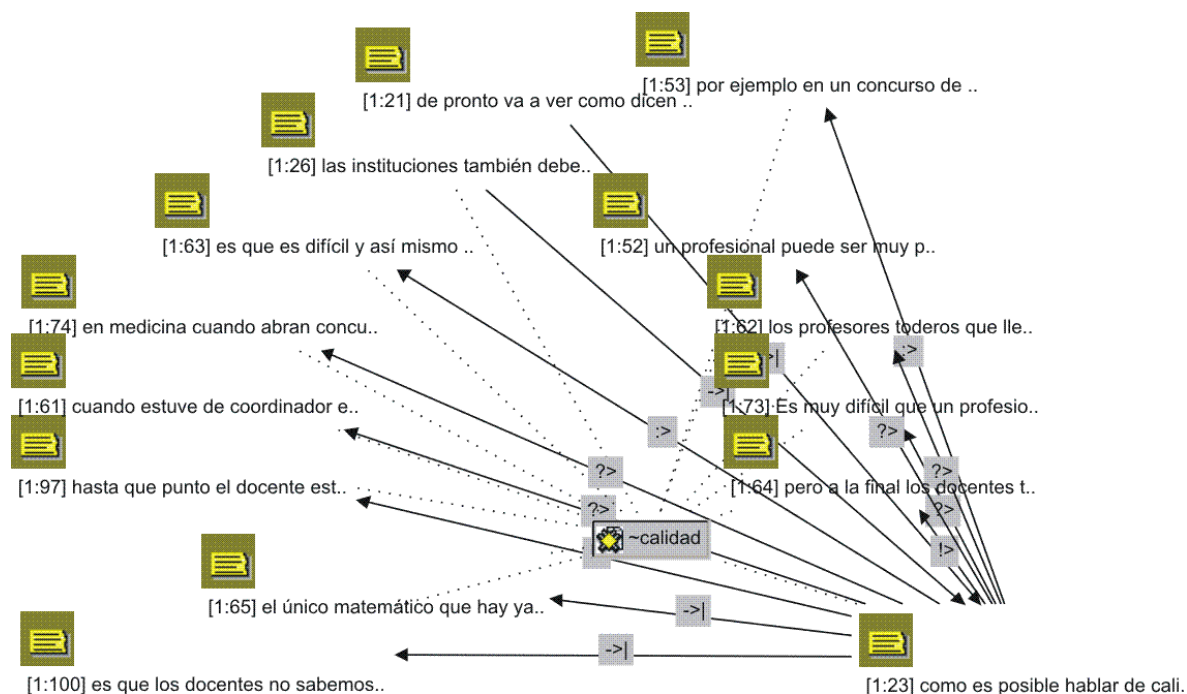 [1:53] por ejemplo en un concurso de ..
[1:21] de pronto va a ver como dicen ..
[1:26] las instituciones también debe..
[1:63] es que es difícil y así mismo ..
[1:52] un profesional puede ser muy p..
[1:74] en medicina cuando abran concu..
[1:62] los profesores toderos que lle..
:>
>|
->|
[1:61] cuando estuve de coordinador e..
[1:73] Es muy difícil que un profesio..
:>
?>
?>
?>
[1:97] hasta que punto el docente est..
[1:64] pero a la final los docentes t..
?>
?>
~calidad
!>
[1:65] el único matemático que hay ya..
->|
->|
[1:100] es que los docentes no sabemos..
[1:23] como es posible hablar de cali.